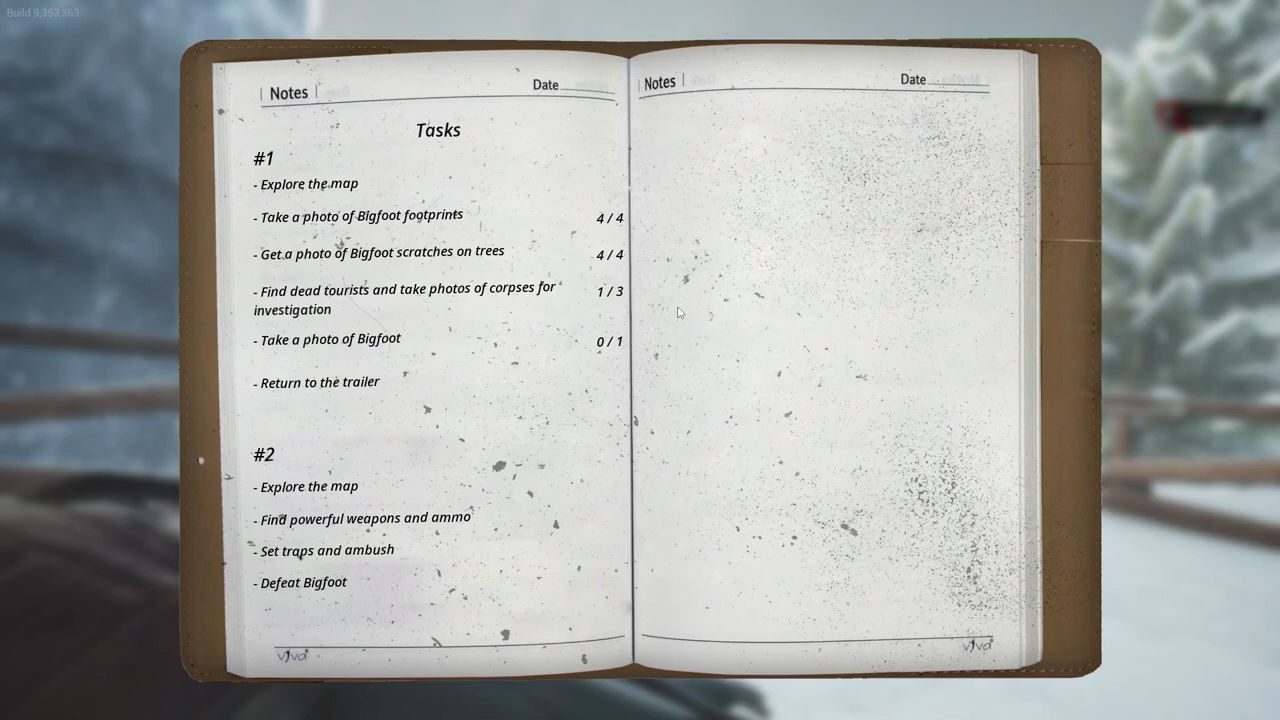 Build 9,353,363
Notes
Date
Tasks
#1
- Explore the map
- Take a photo of Bigfoot footprints 4 / 4
- Get a photo of Bigfoot scratches on trees 4 / 4
- Find dead tourists and take photos of corpses for 1 / 3
investigation
- Take a photo of Bigfoot 0 / 1
- Return to the trailer
#2
- Explore the map
- Find powerful weapons and ammo
- Set traps and ambush
- Defeat Bigfoot
viva
Notes
Date
viva